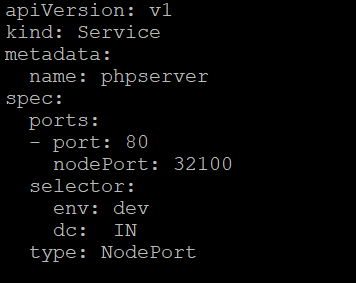 apiVersion: v1
kind: Service
metadata:
  name: phpserver
spec:
  ports:
  - port: 80
    nodePort: 32100
  selector:
    env: dev
    dc:  IN
  type: NodePort